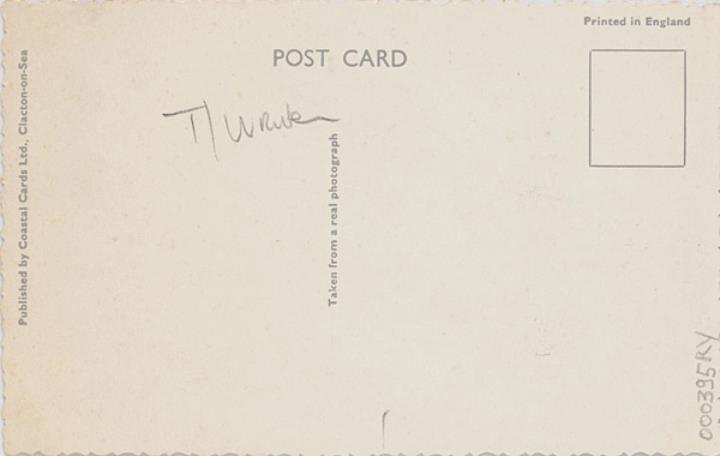 Printed in England
POST CARD
Published by Coastal Cards Ltd., Clacton-on-Sea
Taken from a real photograph
000395RY